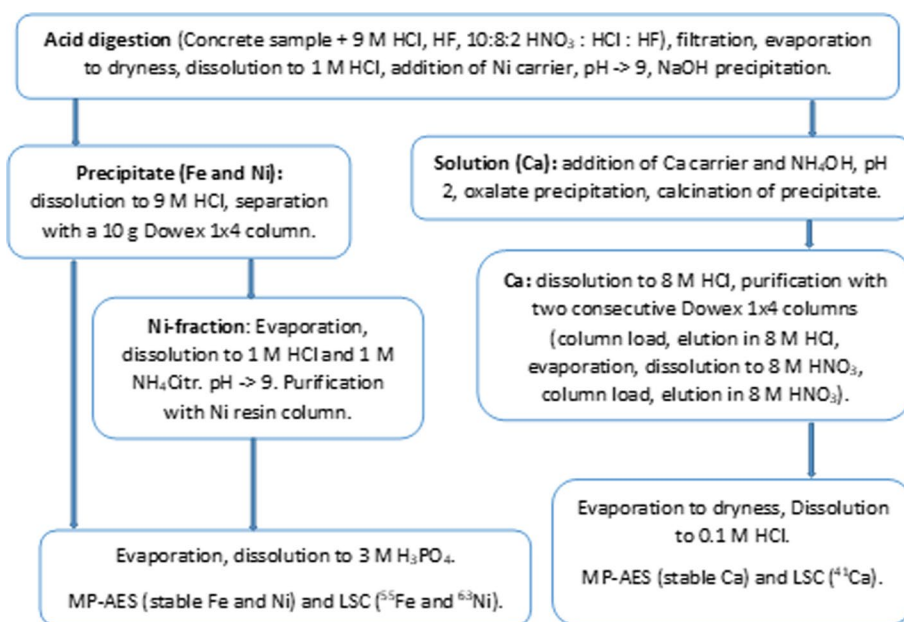 Acid digestion (Concrete sample + 9 M HCl, HF, 10:8:2 HNO₃ : HCl : HF), filtration, evaporation
to dryness, dissolution to 1 M HCl, addition of Ni carrier, pH -> 9, NaOH precipitation.
Precipitate (Fe and Ni):
dissolution to 9 M HCl, separation
with a 10 g Dowex 1x4 column.
Solution (Ca): addition of Ca carrier and NH₄OH, pH
2, oxalate precipitation, calcination of precipitate.
Ni-fraction: Evaporation,
dissolution to 1 M HCl and 1 M
NH₄Citr. pH -> 9. Purification
with Ni resin column.
Ca: dissolution to 8 M HCl, purification with
two consecutive Dowex 1x4 columns
(column load, elution in 8 M HCl,
evaporation, dissolution to 8 M HNO₃,
column load, elution in 8 M HNO₃).
Evaporation, dissolution to 3 M H₃PO₄.
MP-AES (stable Fe and Ni) and LSC (⁵⁵Fe and ⁶³Ni).
Evaporation to dryness, Dissolution
to 0.1 M HCl.
MP-AES (stable Ca) and LSC (⁴¹Ca).